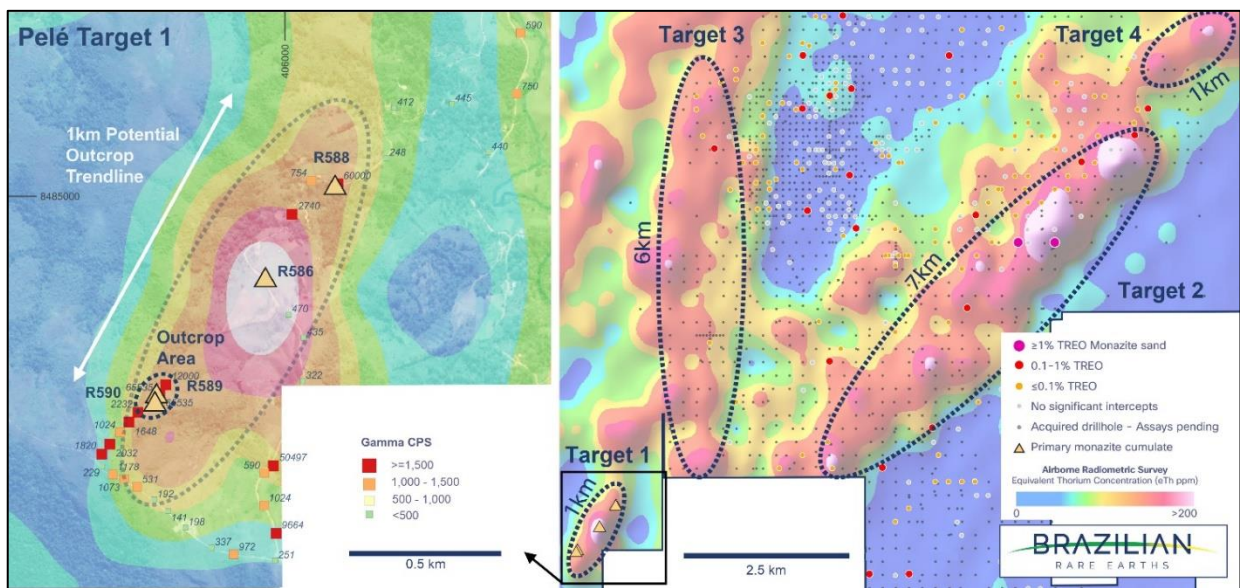 Pelé Target 1
406000
8485000
1km Potential
Outcrop
Trendline
590
750
412
445
440
248
R588
754
60000
2740
R586
470
435
322
Outcrop
Area
12000
R589
R590
2232
1024
1648
1820
2032
229
178
1073
531
192
141
198
337
972
251
590
50497
1024
9664
Gamma CPS
>=1,500
1,000 - 1,500
500 - 1,000
<500
0.5 km
Target 3
Target 4
1km
6km
7km
Target 2
Target 1
1km
2.5 km
≥1% TREO Monazite sand
0.1–1% TREO
≤0.1% TREO
No significant intercepts
Acquired drillhole – Assays pending
Primary monazite cumulate
Airborne Radiometric Survey
Equivalent Thorium Concentration (eTh ppm)
0
>200
BRAZILIAN
RARE EARTHS